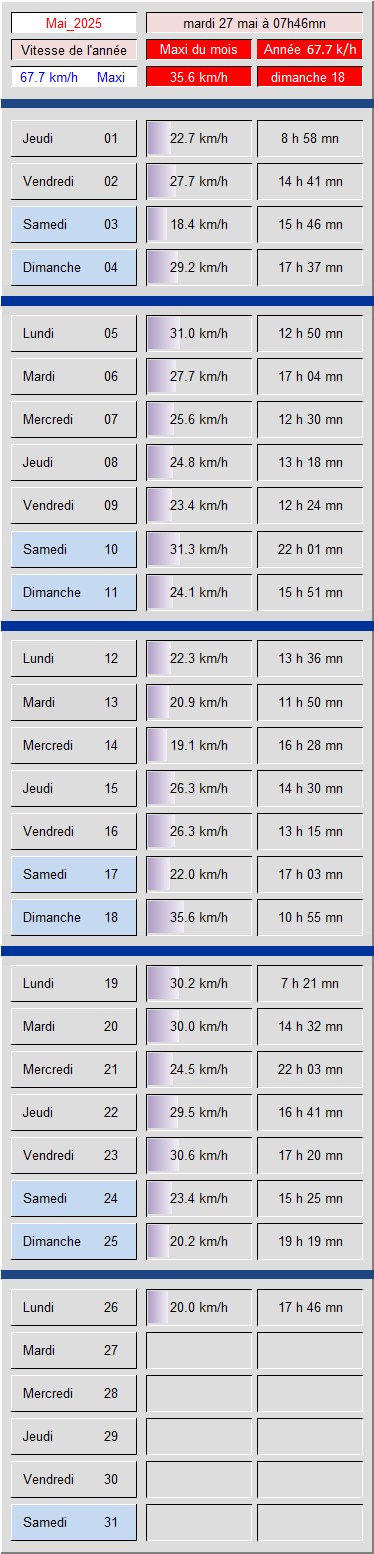 Mai_2025 mardi 27 mai à 07h46mn
Vitesse de l'année Maxi du mois Année 67.7 k/h
67.7 km/h Maxi 35.6 km/h dimanche 18
Jeudi 01 22.7 km/h 8 h 58 mn
Vendredi 02 27.7 km/h 14 h 41 mn
Samedi 03 18.4 km/h 15 h 46 mn
Dimanche 04 29.2 km/h 17 h 37 mn
Lundi 05 31.0 km/h 12 h 50 mn
Mardi 06 27.7 km/h 17 h 04 mn
Mercredi 07 25.6 km/h 12 h 30 mn
Jeudi 08 24.8 km/h 13 h 18 mn
Vendredi 09 23.4 km/h 12 h 24 mn
Samedi 10 31.3 km/h 22 h 01 mn
Dimanche 11 24.1 km/h 15 h 51 mn
Lundi 12 22.3 km/h 13 h 36 mn
Mardi 13 20.9 km/h 11 h 50 mn
Mercredi 14 19.1 km/h 16 h 28 mn
Jeudi 15 26.3 km/h 14 h 30 mn
Vendredi 16 26.3 km/h 13 h 15 mn
Samedi 17 22.0 km/h 17 h 03 mn
Dimanche 18 35.6 km/h 10 h 55 mn
Lundi 19 30.2 km/h 7 h 21 mn
Mardi 20 30.0 km/h 14 h 32 mn
Mercredi 21 24.5 km/h 22 h 03 mn
Jeudi 22 29.5 km/h 16 h 41 mn
Vendredi 23 30.6 km/h 17 h 20 mn
Samedi 24 23.4 km/h 15 h 25 mn
Dimanche 25 20.2 km/h 19 h 19 mn
Lundi 26 20.0 km/h 17 h 46 mn
Mardi 27
Mercredi 28
Jeudi 29
Vendredi 30
Samedi 31